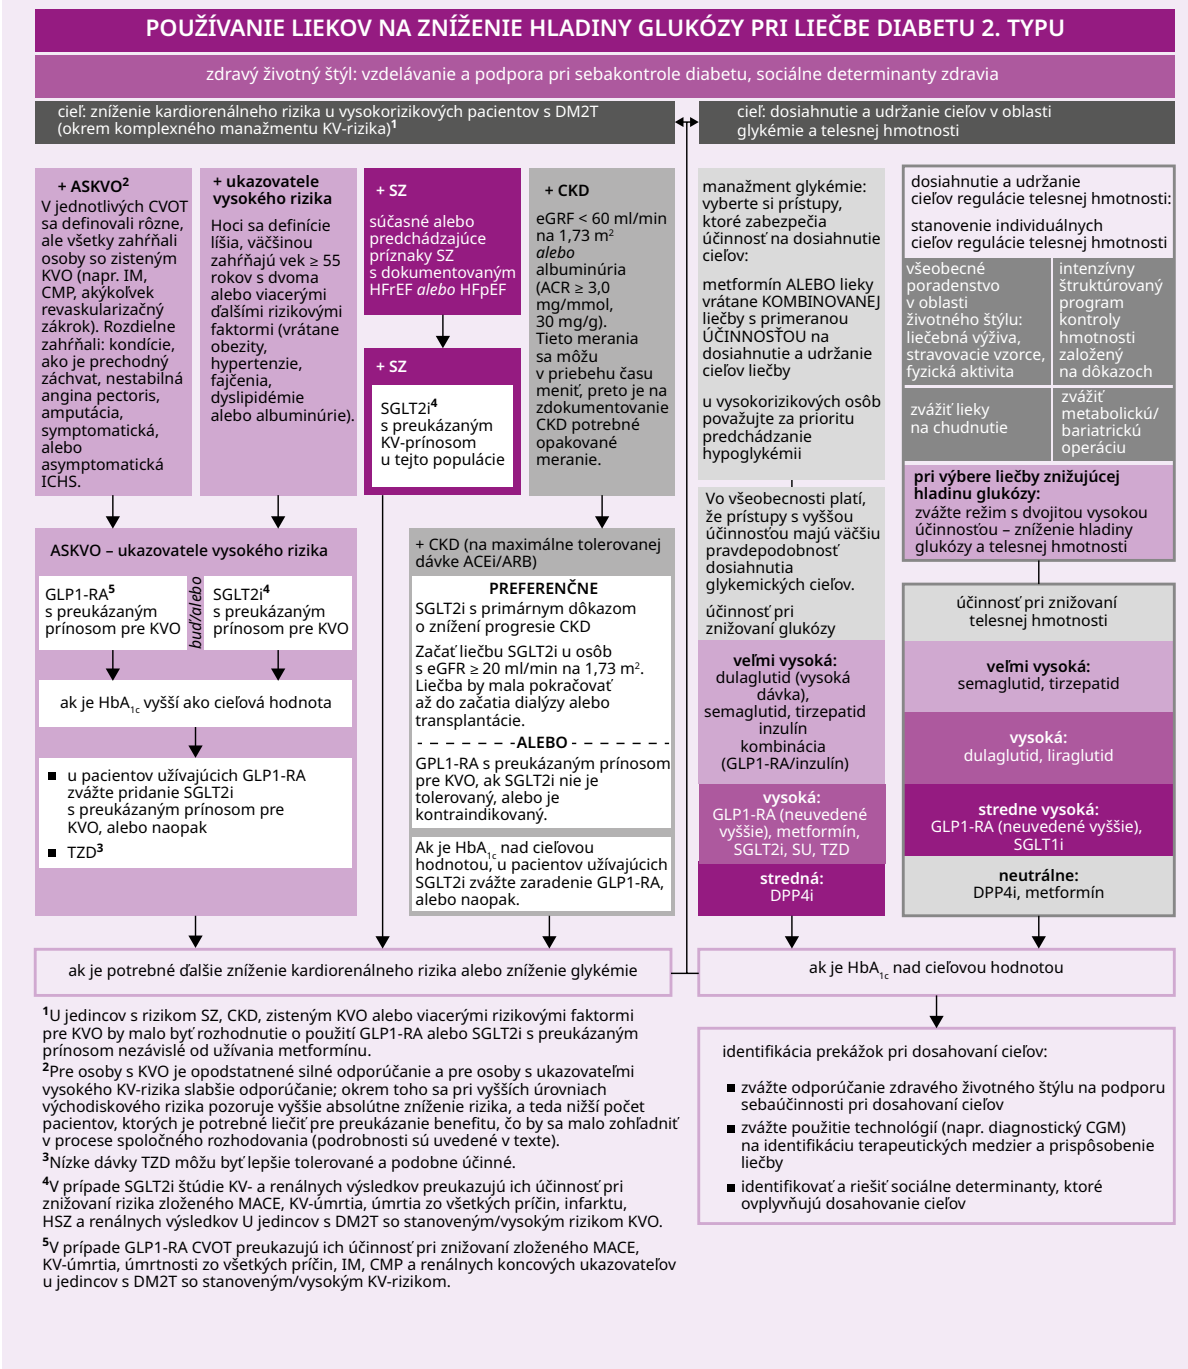 POUŽÍVANIE LIEKOV NA ZNÍŽENIE HLADINY GLUKÓZY PRI LIEČBE DIABETU 2. TYPU
zdravý životný štýl: vzdelávanie a podpora pri sebakontrole diabetu, sociálne determinanty zdravia
cieľ: zníženie kardiorenálneho rizika u vysokorizikových pacientov s DM2T
(okrem komplexného manažmentu KV-rizika)1
cieľ: dosiahnutie a udržanie cieľov v oblasti
glykémie a telesnej hmotnosti
+ ASKVO2
V jednotlivých CVOT
sa definovali rôzne,
ale všetky zahŕňali
osoby so zisteným
KVO (napr. IM,
CMP, akýkoľvek
revaskularizačný
zákrok). Rozdielne
zahŕňali: kondície,
ako je prechodný
záchvat, nestabilná
angina pectoris,
amputácia,
symptomatická,
alebo
asymptomatická
ICHS.
+ ukazovatele
vysokého rizika
Hoci sa definície
líšia, väčšinou
zahŕňajú vek ≥ 55
rokov s dvoma
alebo viacerými
ďalšími rizikovými
faktormi (vrátane
obezity,
hypertenzie,
fajčenia,
dyslipidémie
alebo albuminúrie).
+ SZ
súčasné alebo
predchádzajúce
príznaky SZ
s dokumentovaným
HFrEF alebo HFpEF
+ SZ
SGLT2i4
s preukázaným
KV-prínosom
u tejto populácie
+ CKD
eGRF < 60 ml/min
na 1,73 m2
alebo
albuminúria
(ACR ≥ 3,0
mg/mmol,
30 mg/g).
Tieto merania
sa môžu
v priebehu času
meniť, preto je na
zdokumentovanie
CKD potrebné
opakované
meranie.
ASKVO – ukazovatele vysokého rizika
GLP1-RA5
s preukázaným
prínosom pre KVO
buď/alebo
SGLT2i4
s preukázaným
prínosom pre KVO
ak je HbA1c vyšší ako cieľová hodnota
▪ u pacientov užívajúcich GLP1-RA
zvážte pridanie SGLT2i
s preukázaným prínosom pre
KVO, alebo naopak
▪ TZD3
+ CKD (na maximálne tolerovanej
dávke ACEi/ARB)
PREFERENČNE
SGLT2i s primárnym dôkazom
o znížení progresie CKD
Začať liečbu SGLT2i u osôb
s eGFR ≥ 20 ml/min na 1,73 m2.
Liečba by mala pokračovať
až do začatia dialýzy alebo
transplantácie.
- - - - - - -ALEBO- - - - - - - -
GPL1-RA s preukázaným prínosom
pre KVO, ak SGLT2i nie je
tolerovaný, alebo je
kontraindikovaný.
Ak je HbA1c nad cieľovou
hodnotou, u pacientov užívajúcich
SGLT2i zvážte zaradenie GLP1-RA,
alebo naopak.
ak je potrebné ďalšie zníženie kardiorenálneho rizika alebo zníženie glykémie
manažment glykémie:
vyberte si prístupy,
ktoré zabezpečia
účinnosť na dosiahnutie
cieľov:
metformín ALEBO lieky
vrátane KOMBINOVANEJ
liečby s primeranou
ÚČINNOSŤOU na
dosiahnutie a udržanie
cieľov liečby
u vysokorizikových osôb
považujte za prioritu
predchádzanie
hypoglykémii
Vo všeobecnosti platí,
že prístupy s vyššou
účinnosťou majú väčšiu
pravdepodobnosť
dosiahnutia
glykemických cieľov.
účinnosť pri
znižovaní glukózy
veľmi vysoká:
dulaglutid (vysoká
dávka),
semaglutid, tirzepatid
inzulín
kombinácia
(GLP1-RA/inzulín)
vysoká:
GLP1-RA (neuvedené
vyššie), metformín,
SGLT2i, SU, TZD
stredná:
DPP4i
dosiahnutie a udržanie
cieľov regulácie telesnej hmotnosti:
stanovenie individuálnych
cieľov regulácie telesnej hmotnosti
všeobecné
poradenstvo
v oblasti
životného štýlu:
liečebná výživa,
stravovacie vzorce,
fyzická aktivita
intenzívny
štruktúrovaný
program
kontroly
hmotnosti
založený
na dôkazoch
zvážiť lieky
na chudnutie
zvážiť
metabolickú/
bariatrickú
operáciu
pri výbere liečby znižujúcej
hladinu glukózy:
zvážte režim s dvojitou vysokou
účinnosťou – zníženie hladiny
glukózy a telesnej hmotnosti
účinnosť pri znižovaní
telesnej hmotnosti
veľmi vysoká:
semaglutid, tirzepatid
vysoká:
dulaglutid, liraglutid
stredne vysoká:
GLP1-RA (neuvedené vyššie),
SGLT1i
neutrálne:
DPP4i, metformín
ak je HbA1c nad cieľovou hodnotou
identifikácia prekážok pri dosahovaní cieľov:
▪ zvážte odporúčanie zdravého životného štýlu na podporu
sebaúčinnosti pri dosahovaní cieľov
▪ zvážte použitie technológií (napr. diagnostický CGM)
na identifikáciu terapeutických medzier a prispôsobenie
liečby
▪ identifikovať a riešiť sociálne determinanty, ktoré
ovplyvňujú dosahovanie cieľov
1U jedincov s rizikom SZ, CKD, zisteným KVO alebo viacerými rizikovými faktormi
pre KVO by malo byť rozhodnutie o použití GLP1-RA alebo SGLT2i s preukázaným
prínosom nezávislé od užívania metformínu.
2Pre osoby s KVO je opodstatnené silné odporúčanie a pre osoby s ukazovateľmi
vysokého KV-rizika slabšie odporúčanie; okrem toho sa pri vyšších úrovniach
východiskového rizika pozoruje vyššie absolútne zníženie rizika, a teda nižší počet
pacientov, ktorých je potrebné liečiť pre preukázanie benefitu, čo by sa malo zohľadniť
v procese spoločného rozhodovania (podrobnosti sú uvedené v texte).
3Nízke dávky TZD môžu byť lepšie tolerované a podobne účinné.
4V prípade SGLT2i štúdie KV- a renálnych výsledkov preukazujú ich účinnosť pri
znižovaní rizika zloženého MACE, KV-úmrtia, úmrtia zo všetkých príčin, infarktu,
HSZ a renálnych výsledkov U jedincov s DM2T so stanoveným/vysokým rizikom KVO.
5V prípade GLP1-RA CVOT preukazujú ich účinnosť pri znižovaní zloženého MACE,
KV-úmrtia, úmrtnosti zo všetkých príčin, IM, CMP a renálnych koncových ukazovateľov
u jedincov s DM2T so stanoveným/vysokým KV-rizikom.